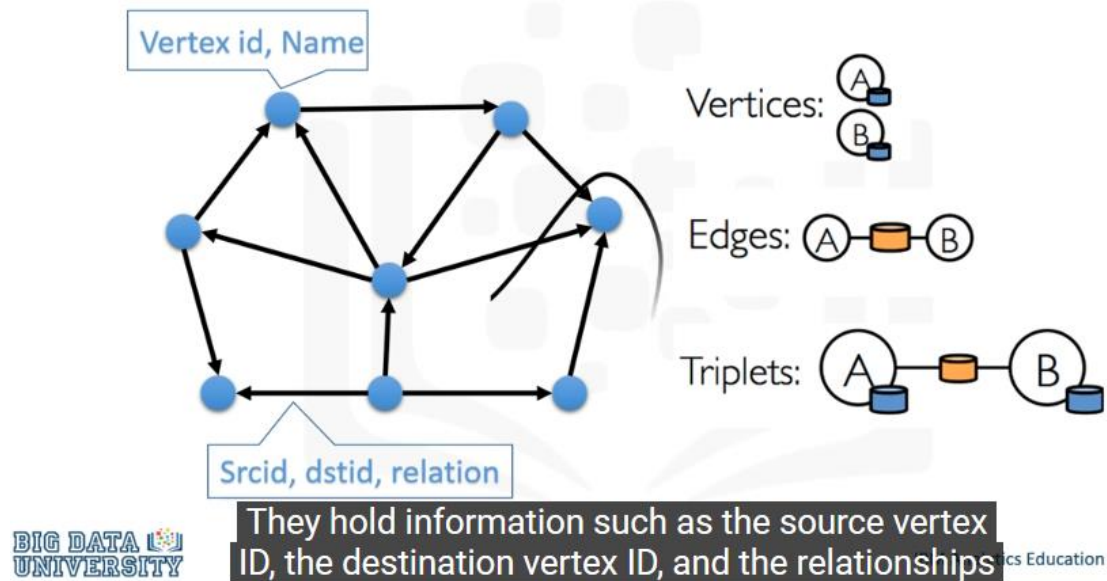 Vertex id, Name
Vertices:
A
B
Edges: A B
Triplets: A B
Srcid, dstid, relation
They hold information such as the source vertex
ID, the destination vertex ID, and the relationships
BIG DATA
UNIVERSITY
Education